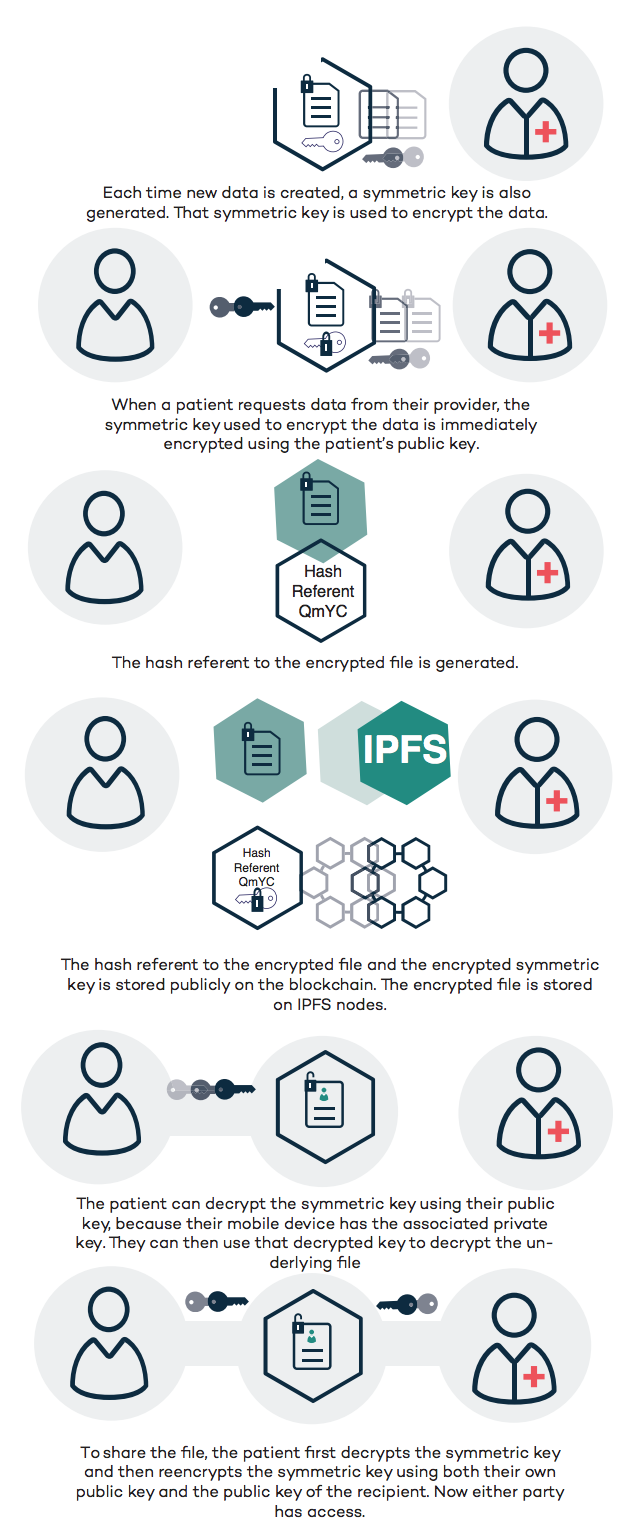 Each time new data is created, a symmetric key is also
generated. That symmetric key is used to encrypt the data.
When a patient requests data from their provider, the
symmetric key used to encrypt the data is immediately
encrypted using the patient's public key.
Hash
Referent
QmYC
The hash referent to the encrypted file is generated.
IPFS
Hash
Referent
QmYC
The hash referent to the encrypted file and the encrypted symmetric
key is stored publicly on the blockchain. The encrypted file is stored
on IPFS nodes.
The patient can decrypt the symmetric key using their public
key, because their mobile device has the associated private
key. They can then use that decrypted key to decrypt the un-
derlying file
To share the file, the patient first decrypts the symmetric key
and then reencrypts the symmetric key using both their own
public key and the public key of the recipient. Now either party
has access.